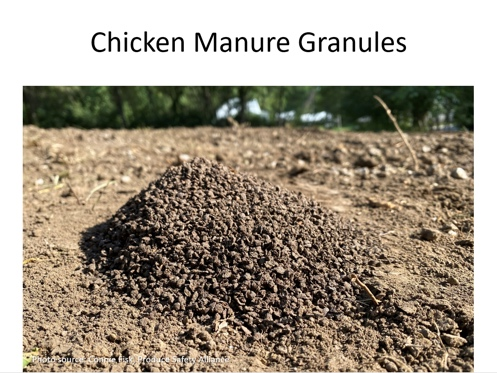 Chicken Manure Granules
Photo source: Connie Fisk, Produce Safety Alliance